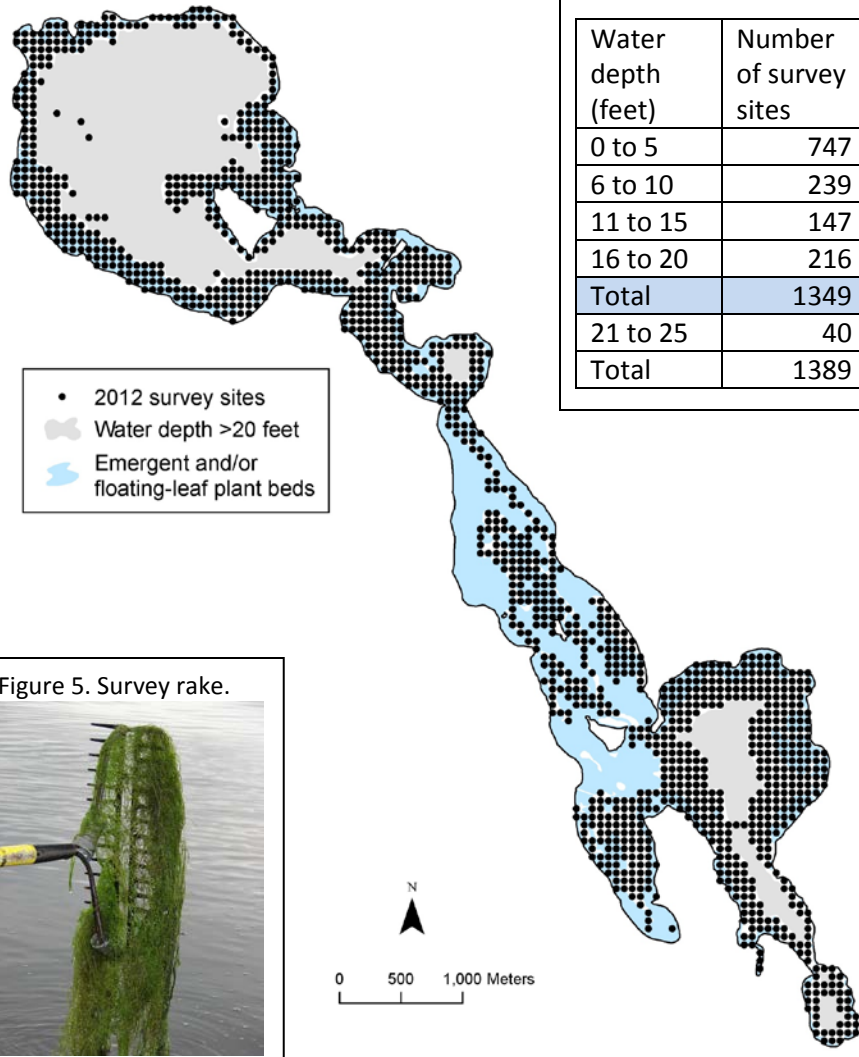 Water depth (feet) Number of survey sites
0 to 5 747
6 to 10 239
11 to 15 147
16 to 20 216
Total 1349
21 to 25 40
Total 1389
2012 survey sites
Water depth >20 feet
Emergent and/or
floating-leaf plant beds
Figure 5. Survey rake.
N
0 500 1,000 Meters